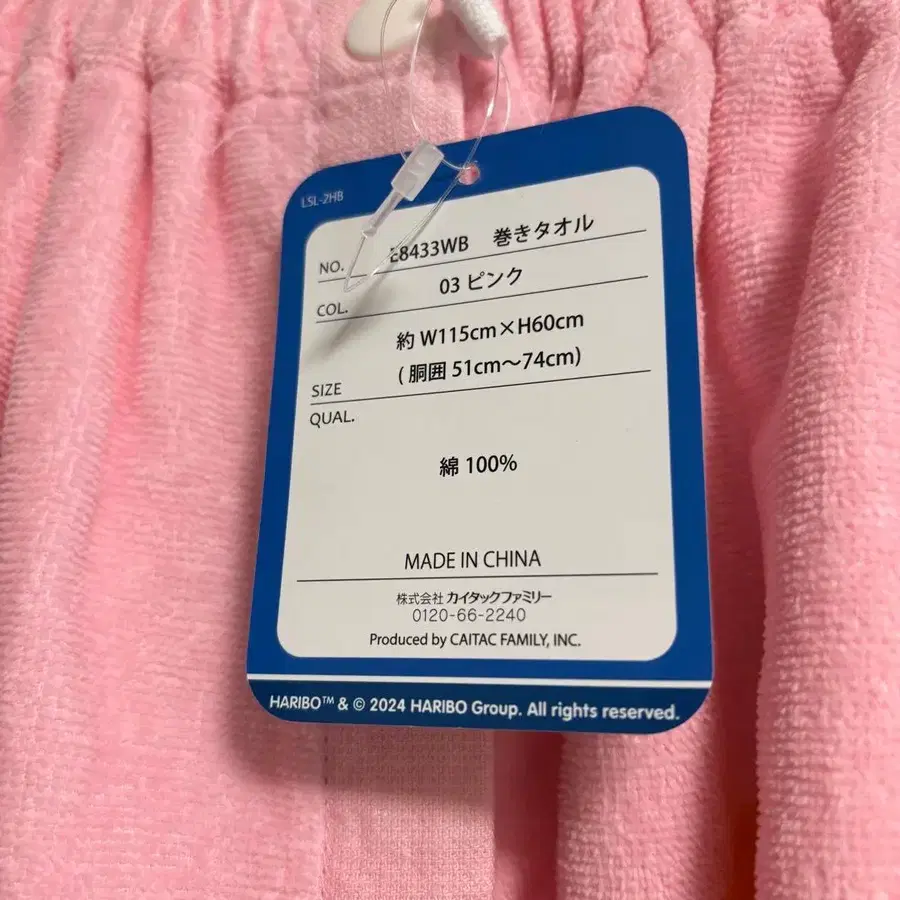 LSL-2HB
NO. E8433WB 巻きタオル
COL. 03 ピンク
約 W115cm×H60cm
SIZE ( 胴囲 51cm～74cm)
QUAL.
綿 100%
MADE IN CHINA
株式会社 カイタックファミリー
0120-66-2240
Produced by CAITAC FAMILY, INC.
HARIBO™ & © 2024 HARIBO Group. All rights reserved.